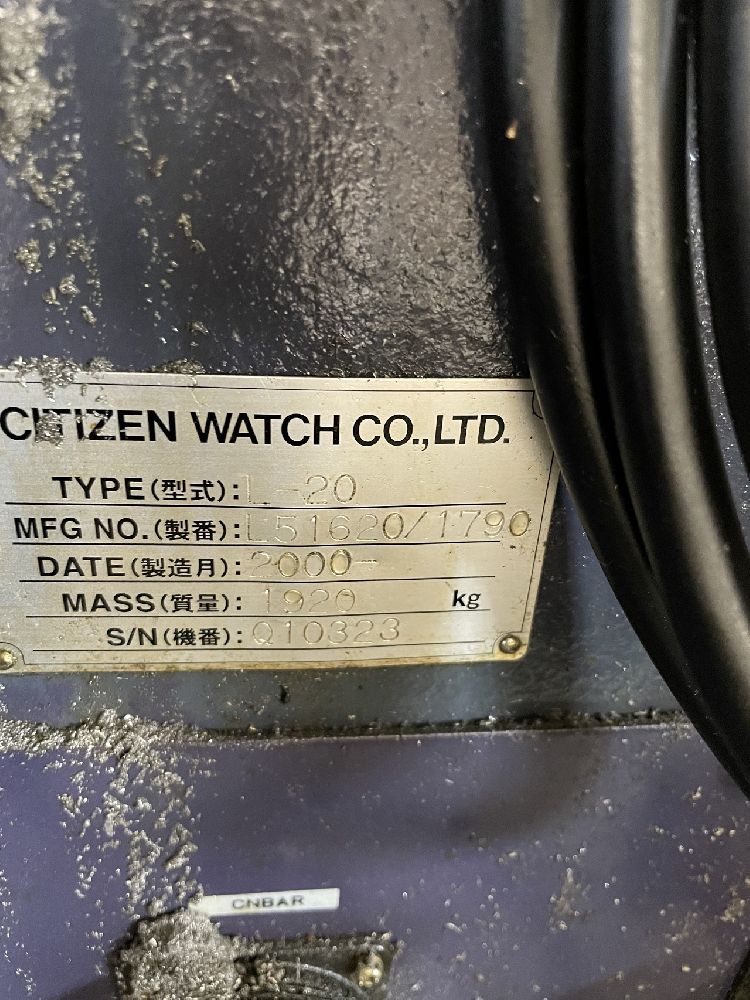 CITIZEN WATCH CO.,LTD.
TYPE(型式): L-20
MFG NO.(製番): L51620/1790
DATE(製造月): 2000-
MASS(質量): 1920 kg
S/N(機番): Q10323
CNBAR